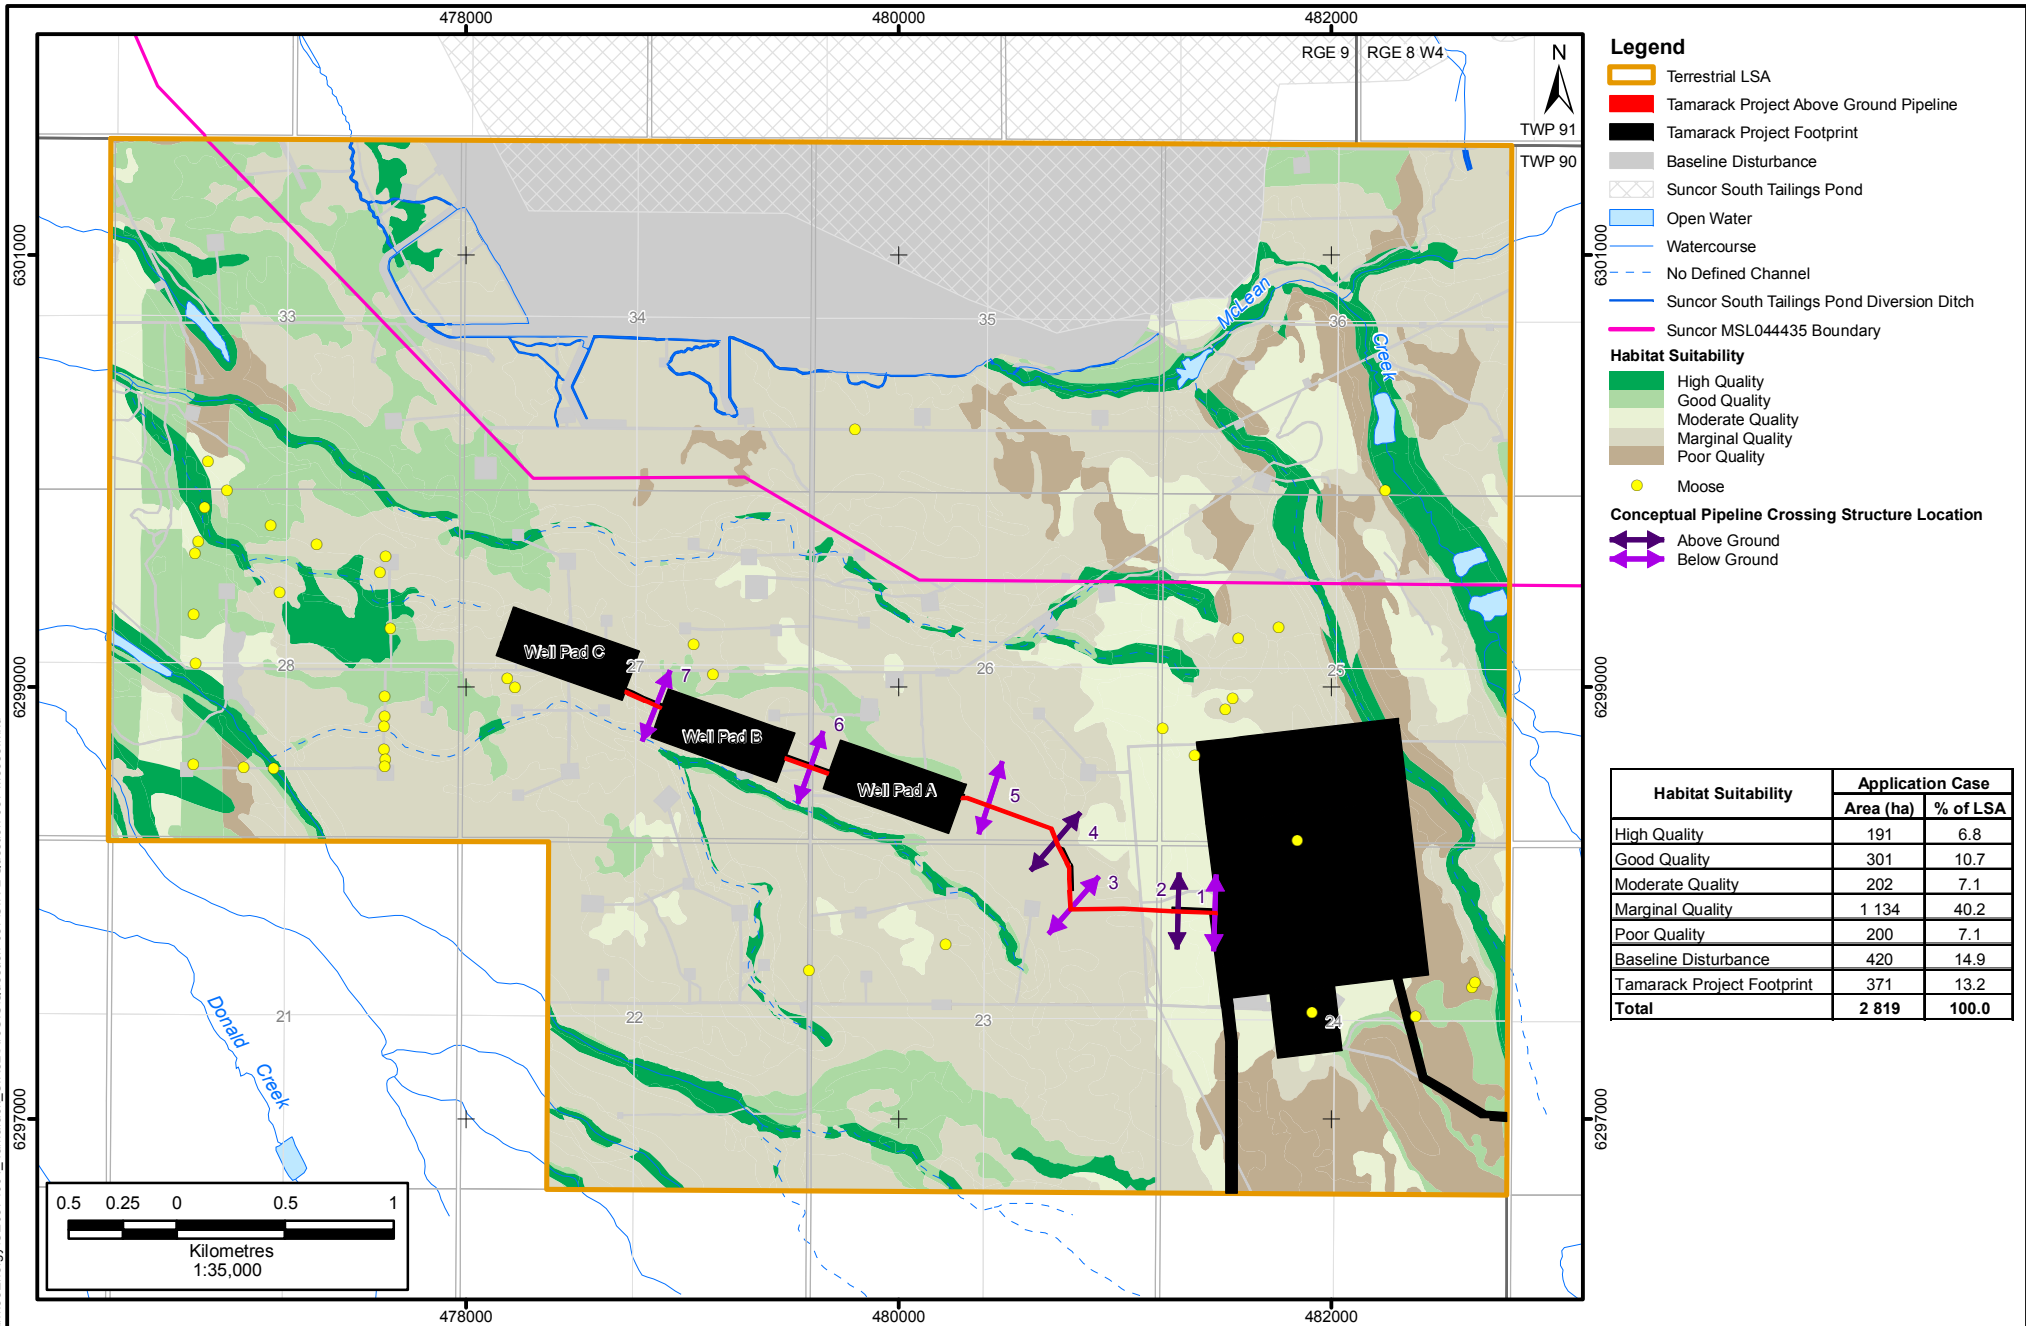 478000
480000
482000
RGE 9
RGE 8 W4
N
TWP 91
TWP 90
6301000
6301000
33
34
35
36
McLean
Creek
28
27
26
25
6299000
6299000
Well Pad C
Well Pad B
Well Pad A
7
6
5
4
3
2
1
21
22
23
24
Donald
Creek
6297000
6297000
0.5 0.25 0 0.5 1
Kilometres
1:35,000
478000
480000
482000
Legend
Terrestrial LSA
Tamarack Project Above Ground Pipeline
Tamarack Project Footprint
Baseline Disturbance
Suncor South Tailings Pond
Open Water
Watercourse
No Defined Channel
Suncor South Tailings Pond Diversion Ditch
Suncor MSL044435 Boundary
Habitat Suitability
High Quality
Good Quality
Moderate Quality
Marginal Quality
Poor Quality
Moose
Conceptual Pipeline Crossing Structure Location
Above Ground
Below Ground
Habitat Suitability Application Case
Area (ha) % of LSA
High Quality 191 6.8
Good Quality 301 10.7
Moderate Quality 202 7.1
Marginal Quality 1 134 40.2
Poor Quality 200 7.1
Baseline Disturbance 420 14.9
Tamarack Project Footprint 371 13.2
Total 2 819 100.0